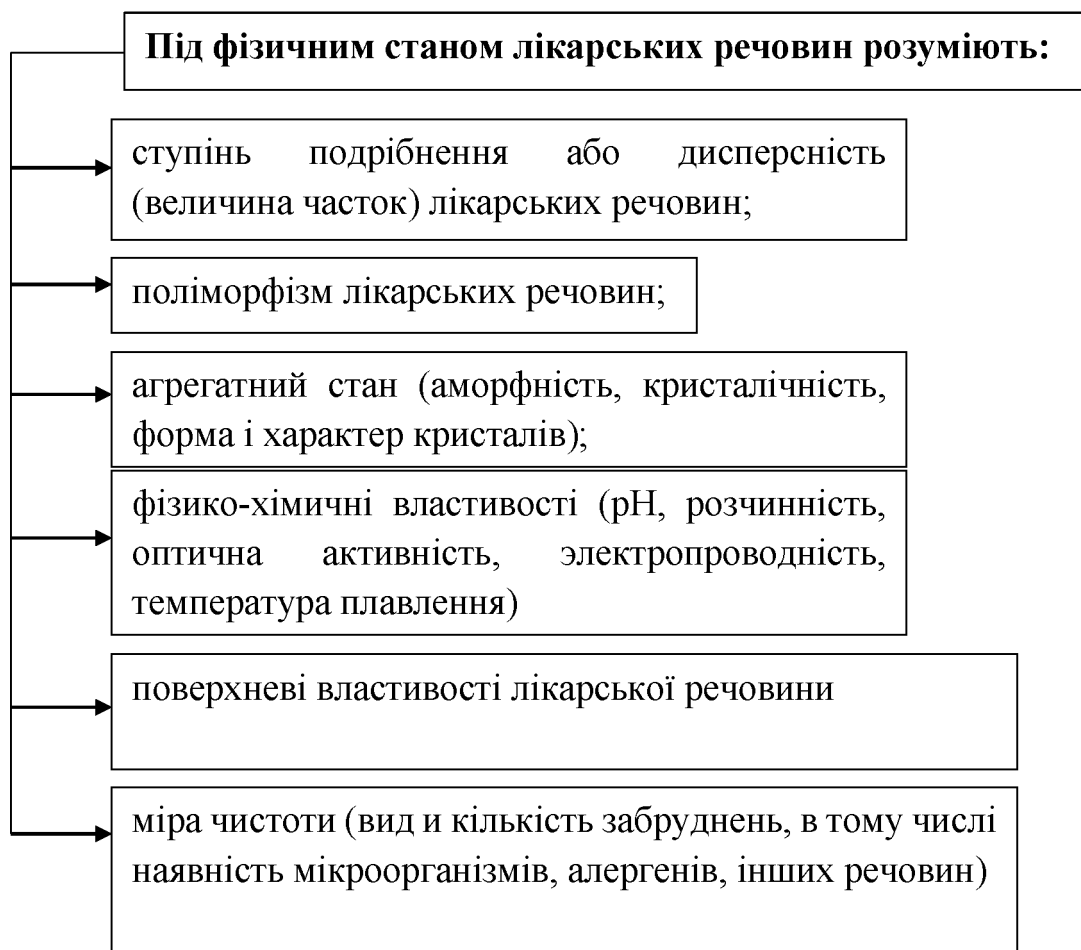 Під фізичним станом лікарських речовин розуміють:
ступінь подрібнення або дисперсність
(величина часток) лікарських речовин;
поліморфізм лікарських речовин;
агрегатний стан (аморфність, кристалічність,
форма і характер кристалів);
фізико-хімичні властивості (рН, розчинність,
оптична активність, электропроводність,
температура плавлення)
поверхневі властивості лікарської речовини
міра чистоти (вид и кількість забруднень, в тому числі
наявність мікроорганізмів, алергенів, інших речовин)